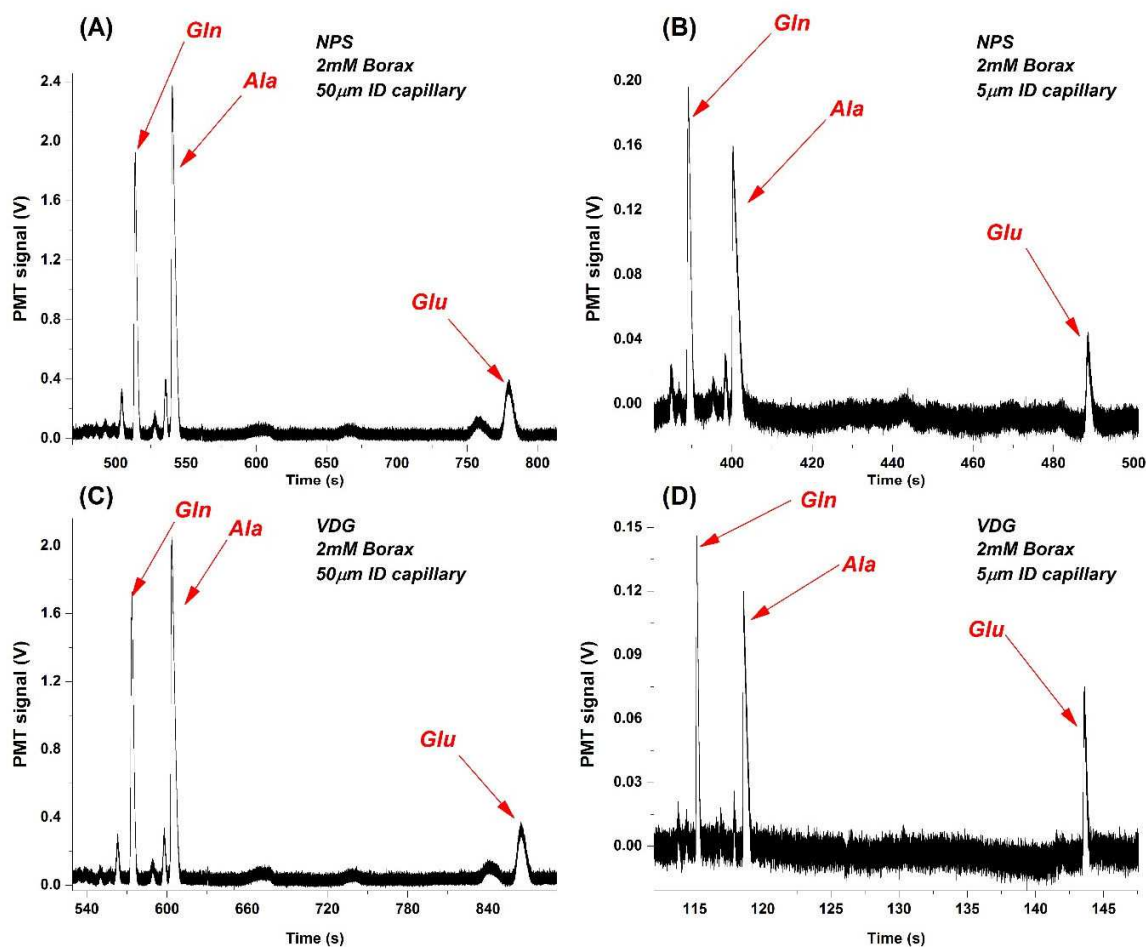 (A)
Gln
NPS
2mM Borax
50μm ID capillary
Ala
Glu
PMT signal (V)
2.4
2.0
1.6
1.2
0.8
0.4
0.0
500 550 600 650 700 750 800
Time (s)
(B)
Gln
NPS
2mM Borax
5μm ID capillary
Ala
Glu
PMT signal (V)
0.20
0.16
0.12
0.08
0.04
0.00
400 420 440 460 480 500
Time (s)
(C)
Gln
VDG
2mM Borax
50μm ID capillary
Ala
Glu
PMT signal (V)
2.0
1.6
1.2
0.8
0.4
0.0
540 600 660 720 780 840
Time (s)
(D)
Gln
VDG
2mM Borax
5μm ID capillary
Ala
Glu
PMT signal (V)
0.15
0.12
0.09
0.06
0.03
0.00
115 120 125 130 135 140 145
Time (s)